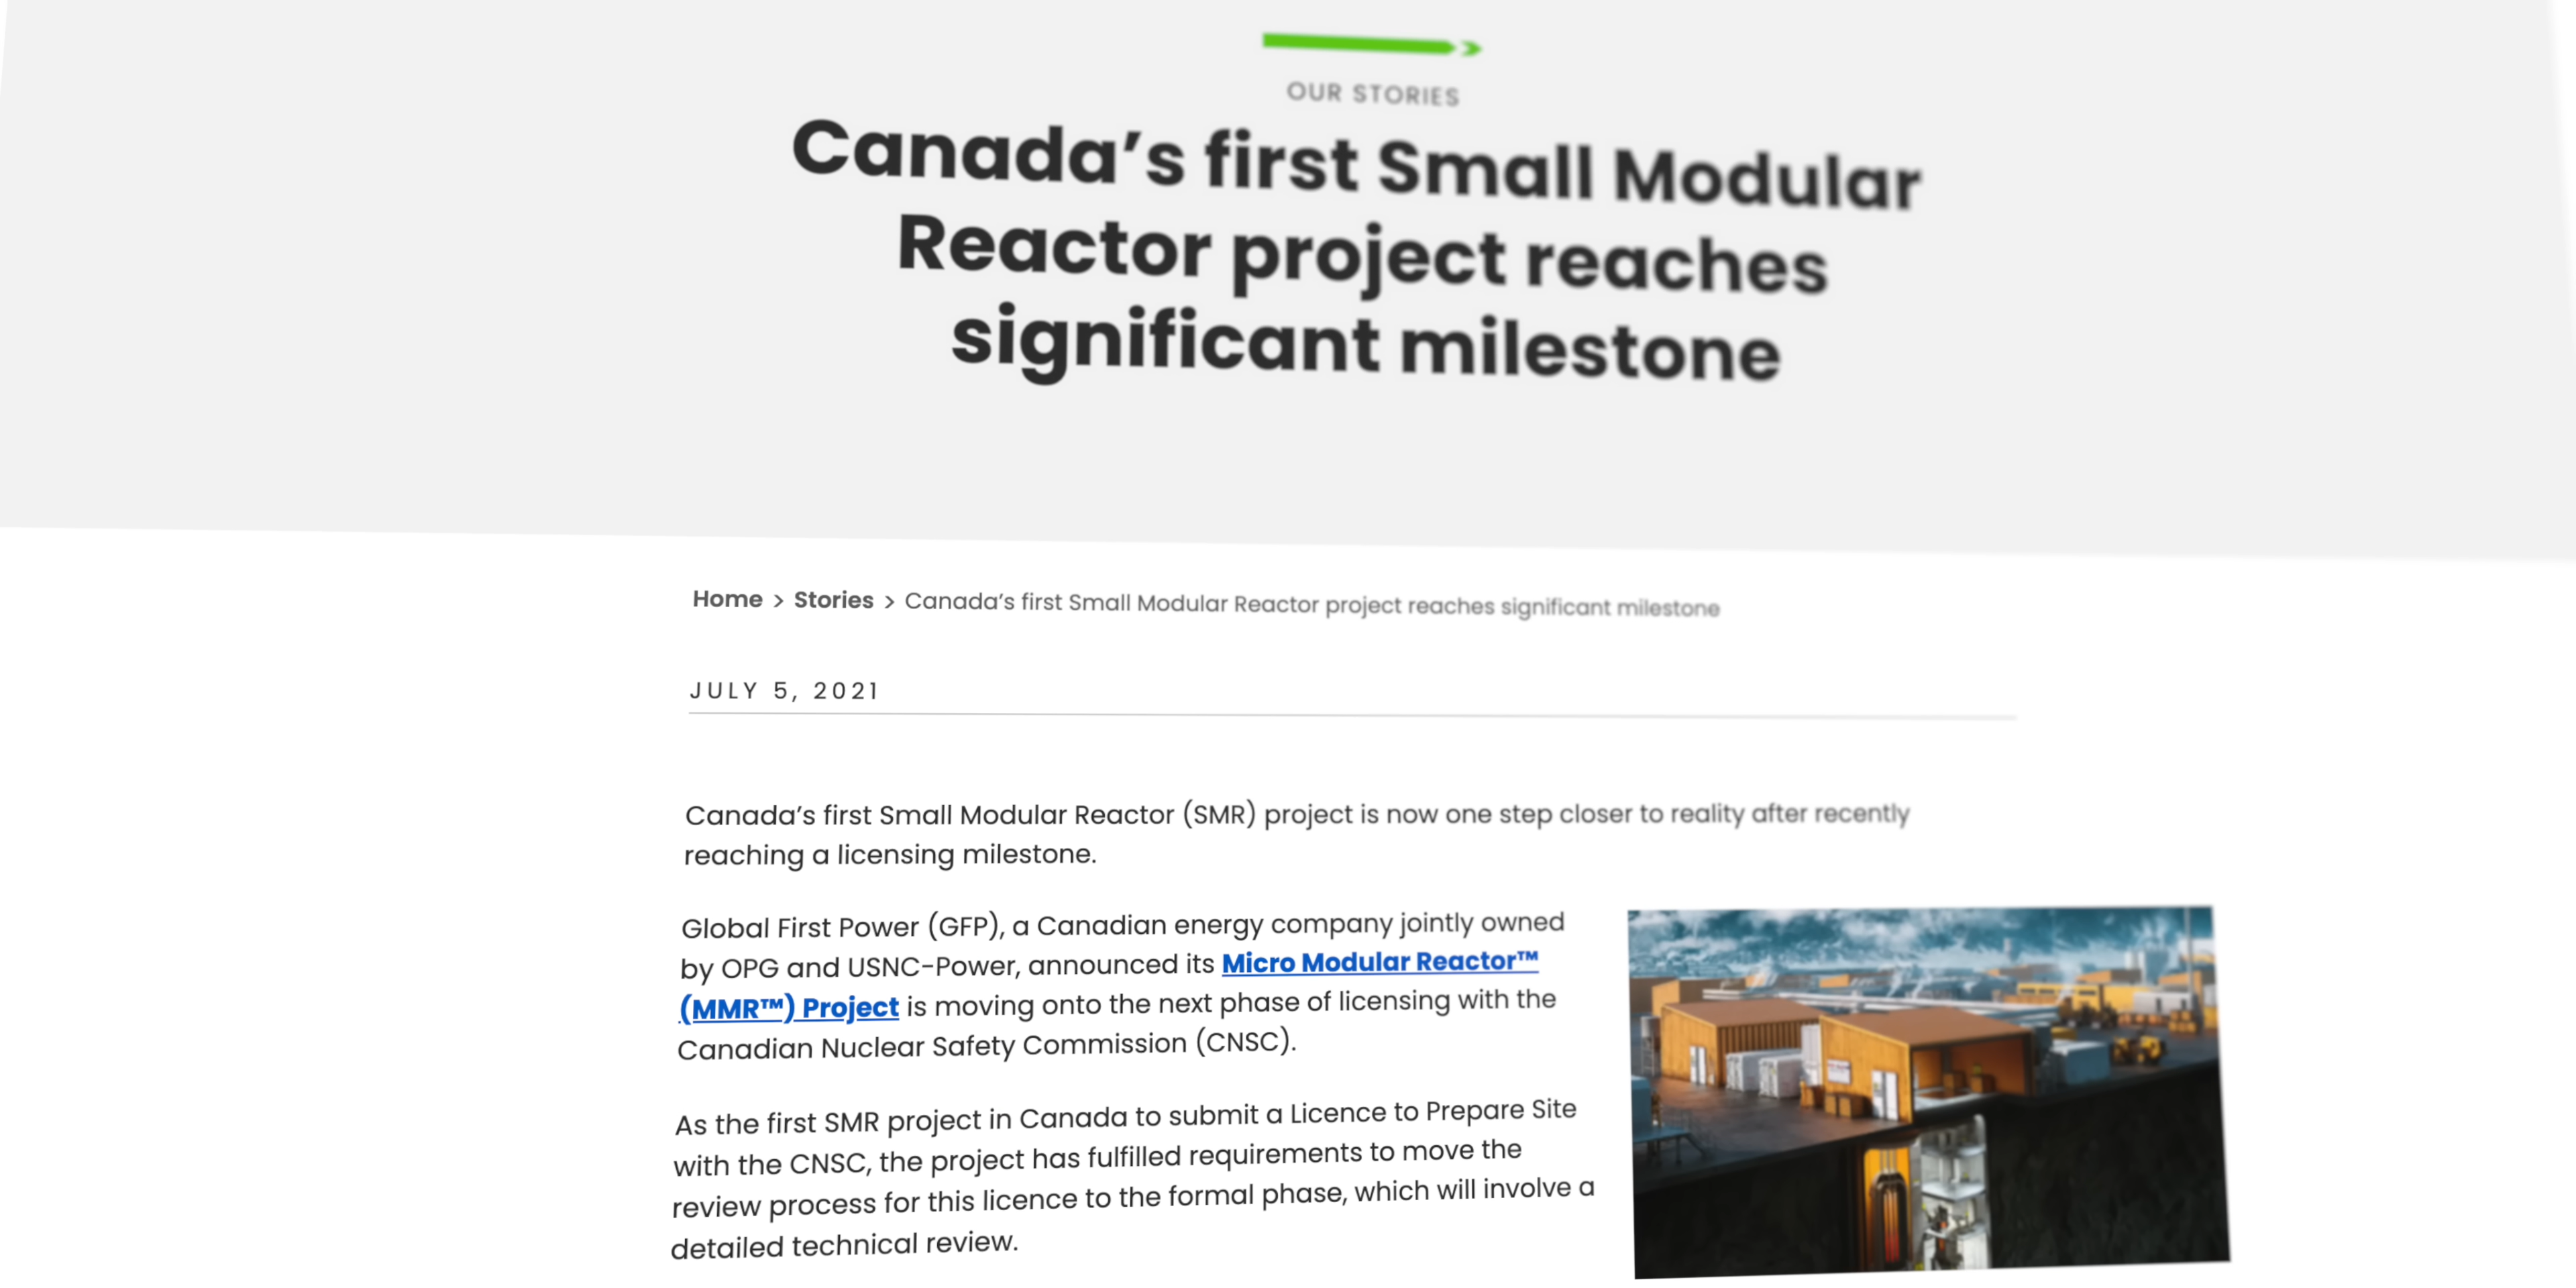 OUR STORIES
Canada’s first Small Modular
Reactor project reaches
significant milestone
Home > Stories > Canada’s first Small Modular Reactor project reaches significant milestone
JULY 5, 2021
Canada’s first Small Modular Reactor (SMR) project is now one step closer to reality after recently
reaching a licensing milestone.
Global First Power (GFP), a Canadian energy company jointly owned
by OPG and USNC-Power, announced its Micro Modular Reactor™
(MMR™) Project is moving onto the next phase of licensing with the
Canadian Nuclear Safety Commission (CNSC).
As the first SMR project in Canada to submit a Licence to Prepare Site
with the CNSC, the project has fulfilled requirements to move the
review process for this licence to the formal phase, which will involve a
detailed technical review.